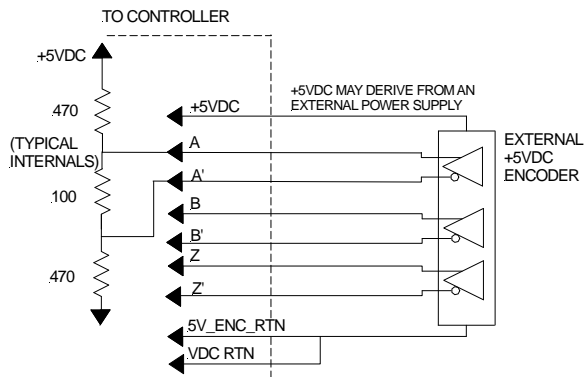 TO CONTROLLER
+5VDC
+5VDC MAY DERIVE FROM AN
EXTERNAL POWER SUPPLY
.470
+5VDC
(TYPICAL
INTERNALS)
A
EXTERNAL
+5VDC
ENCODER
A'
.100
B
B'
Z
.470
Z'
5V_ENC_RTN
VDC RTN